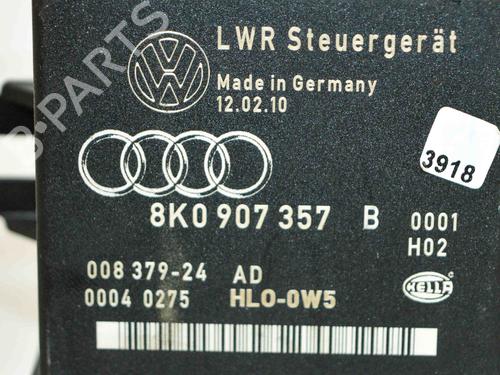 LWR Steuergerät
Made in Germany
12.02.10
3918
8K0 907 357 B 0001
H02
008 379-24 AD
0004 0275 HLO-0W5
HELLA
B-PARTS